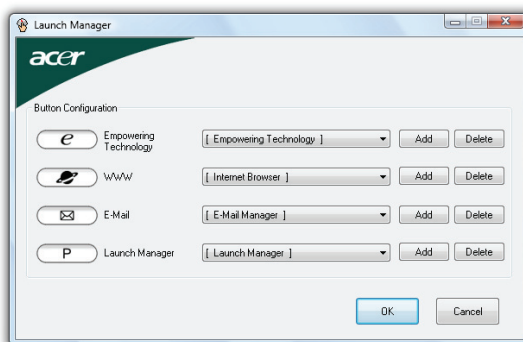 Launch Manager
acer
Button Configuration
e Empowering Technology [ Empowering Technology ] Add Delete
WWW [ Internet Browser ] Add Delete
E-Mail [ E-Mail Manager ] Add Delete
P Launch Manager [ Launch Manager ] Add Delete
OK Cancel